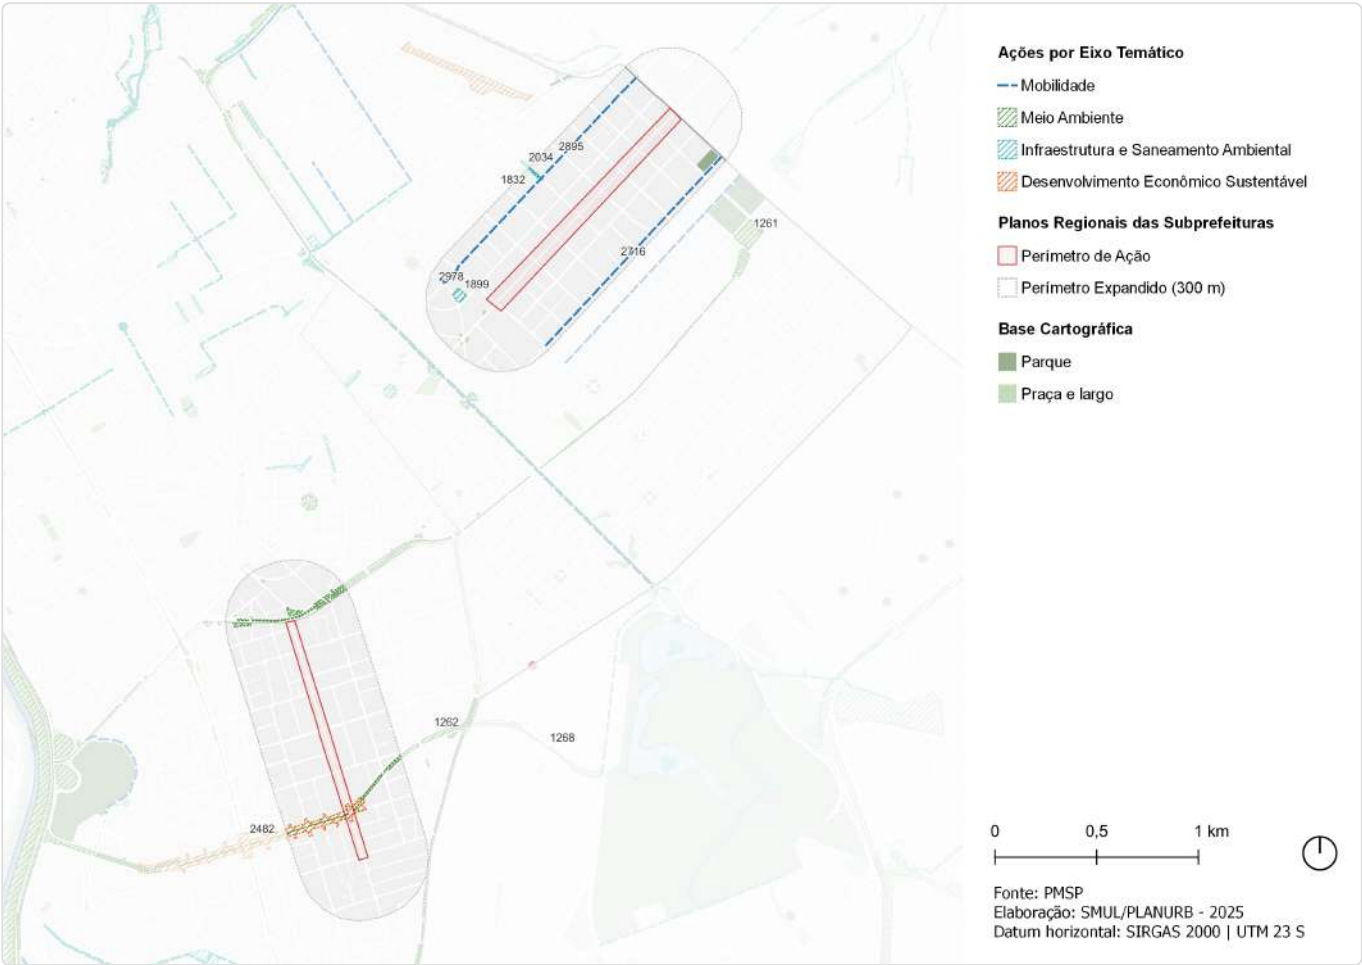 Ações por Eixo Temático
Mobilidade
Meio Ambiente
Infraestrutura e Saneamento Ambiental
Desenvolvimento Econômico Sustentável
Planos Regionais das Subprefeituras
Perímetro de Ação
Perímetro Expandido (300 m)
Base Cartográfica
Parque
Praça e largo
2895
2034
1832
1261
2716
2978
1899
1262
1268
2482
0 0,5 1 km
Fonte: PMSP
Elaboração: SMUL/PLANURB - 2025
Datum horizontal: SIRGAS 2000 | UTM 23 S